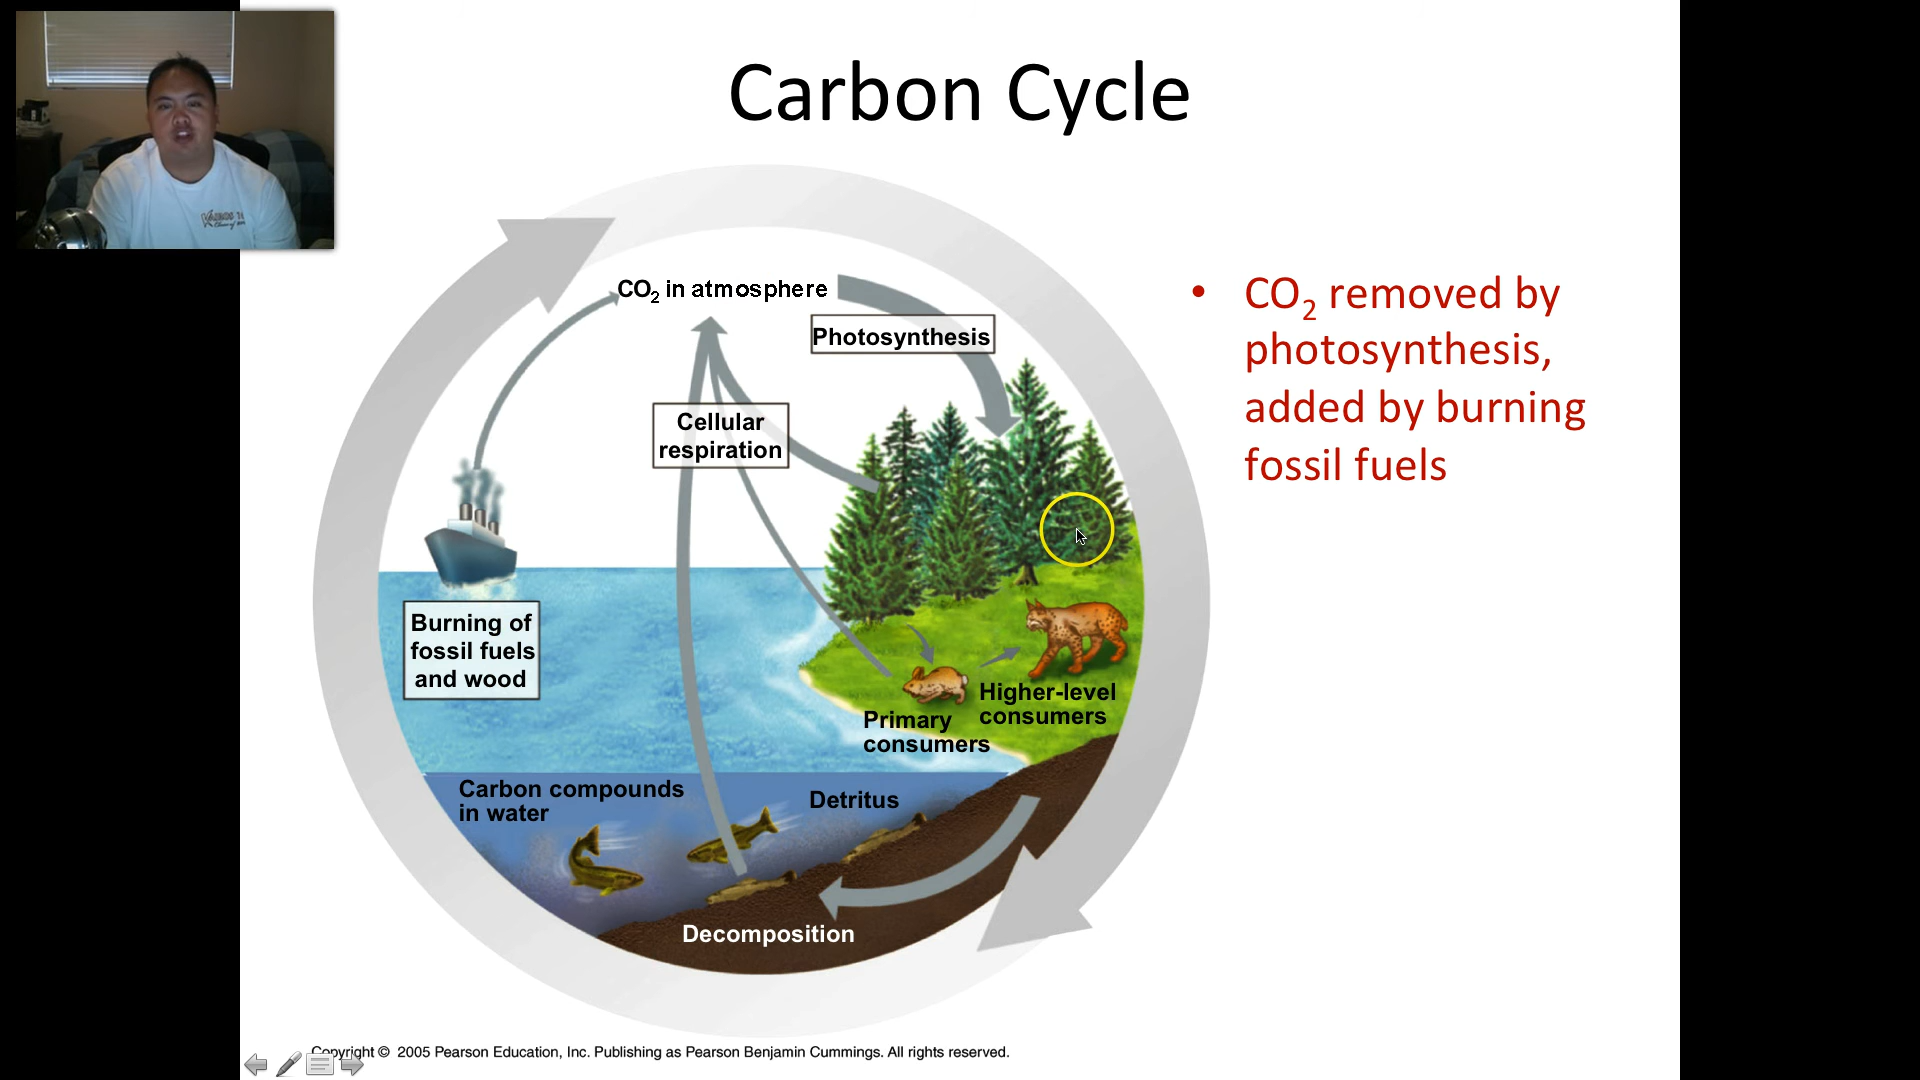 Carbon Cycle
CO₂ in atmosphere
Photosynthesis
Cellular
respiration
Burning of
fossil fuels
and wood
Higher-level
consumers
Primary
consumers
Carbon compounds
in water
Detritus
Decomposition
• CO₂ removed by
photosynthesis,
added by burning
fossil fuels
Copyright © 2005 Pearson Education, Inc. Publishing as Pearson Benjamin Cummings. All rights reserved.